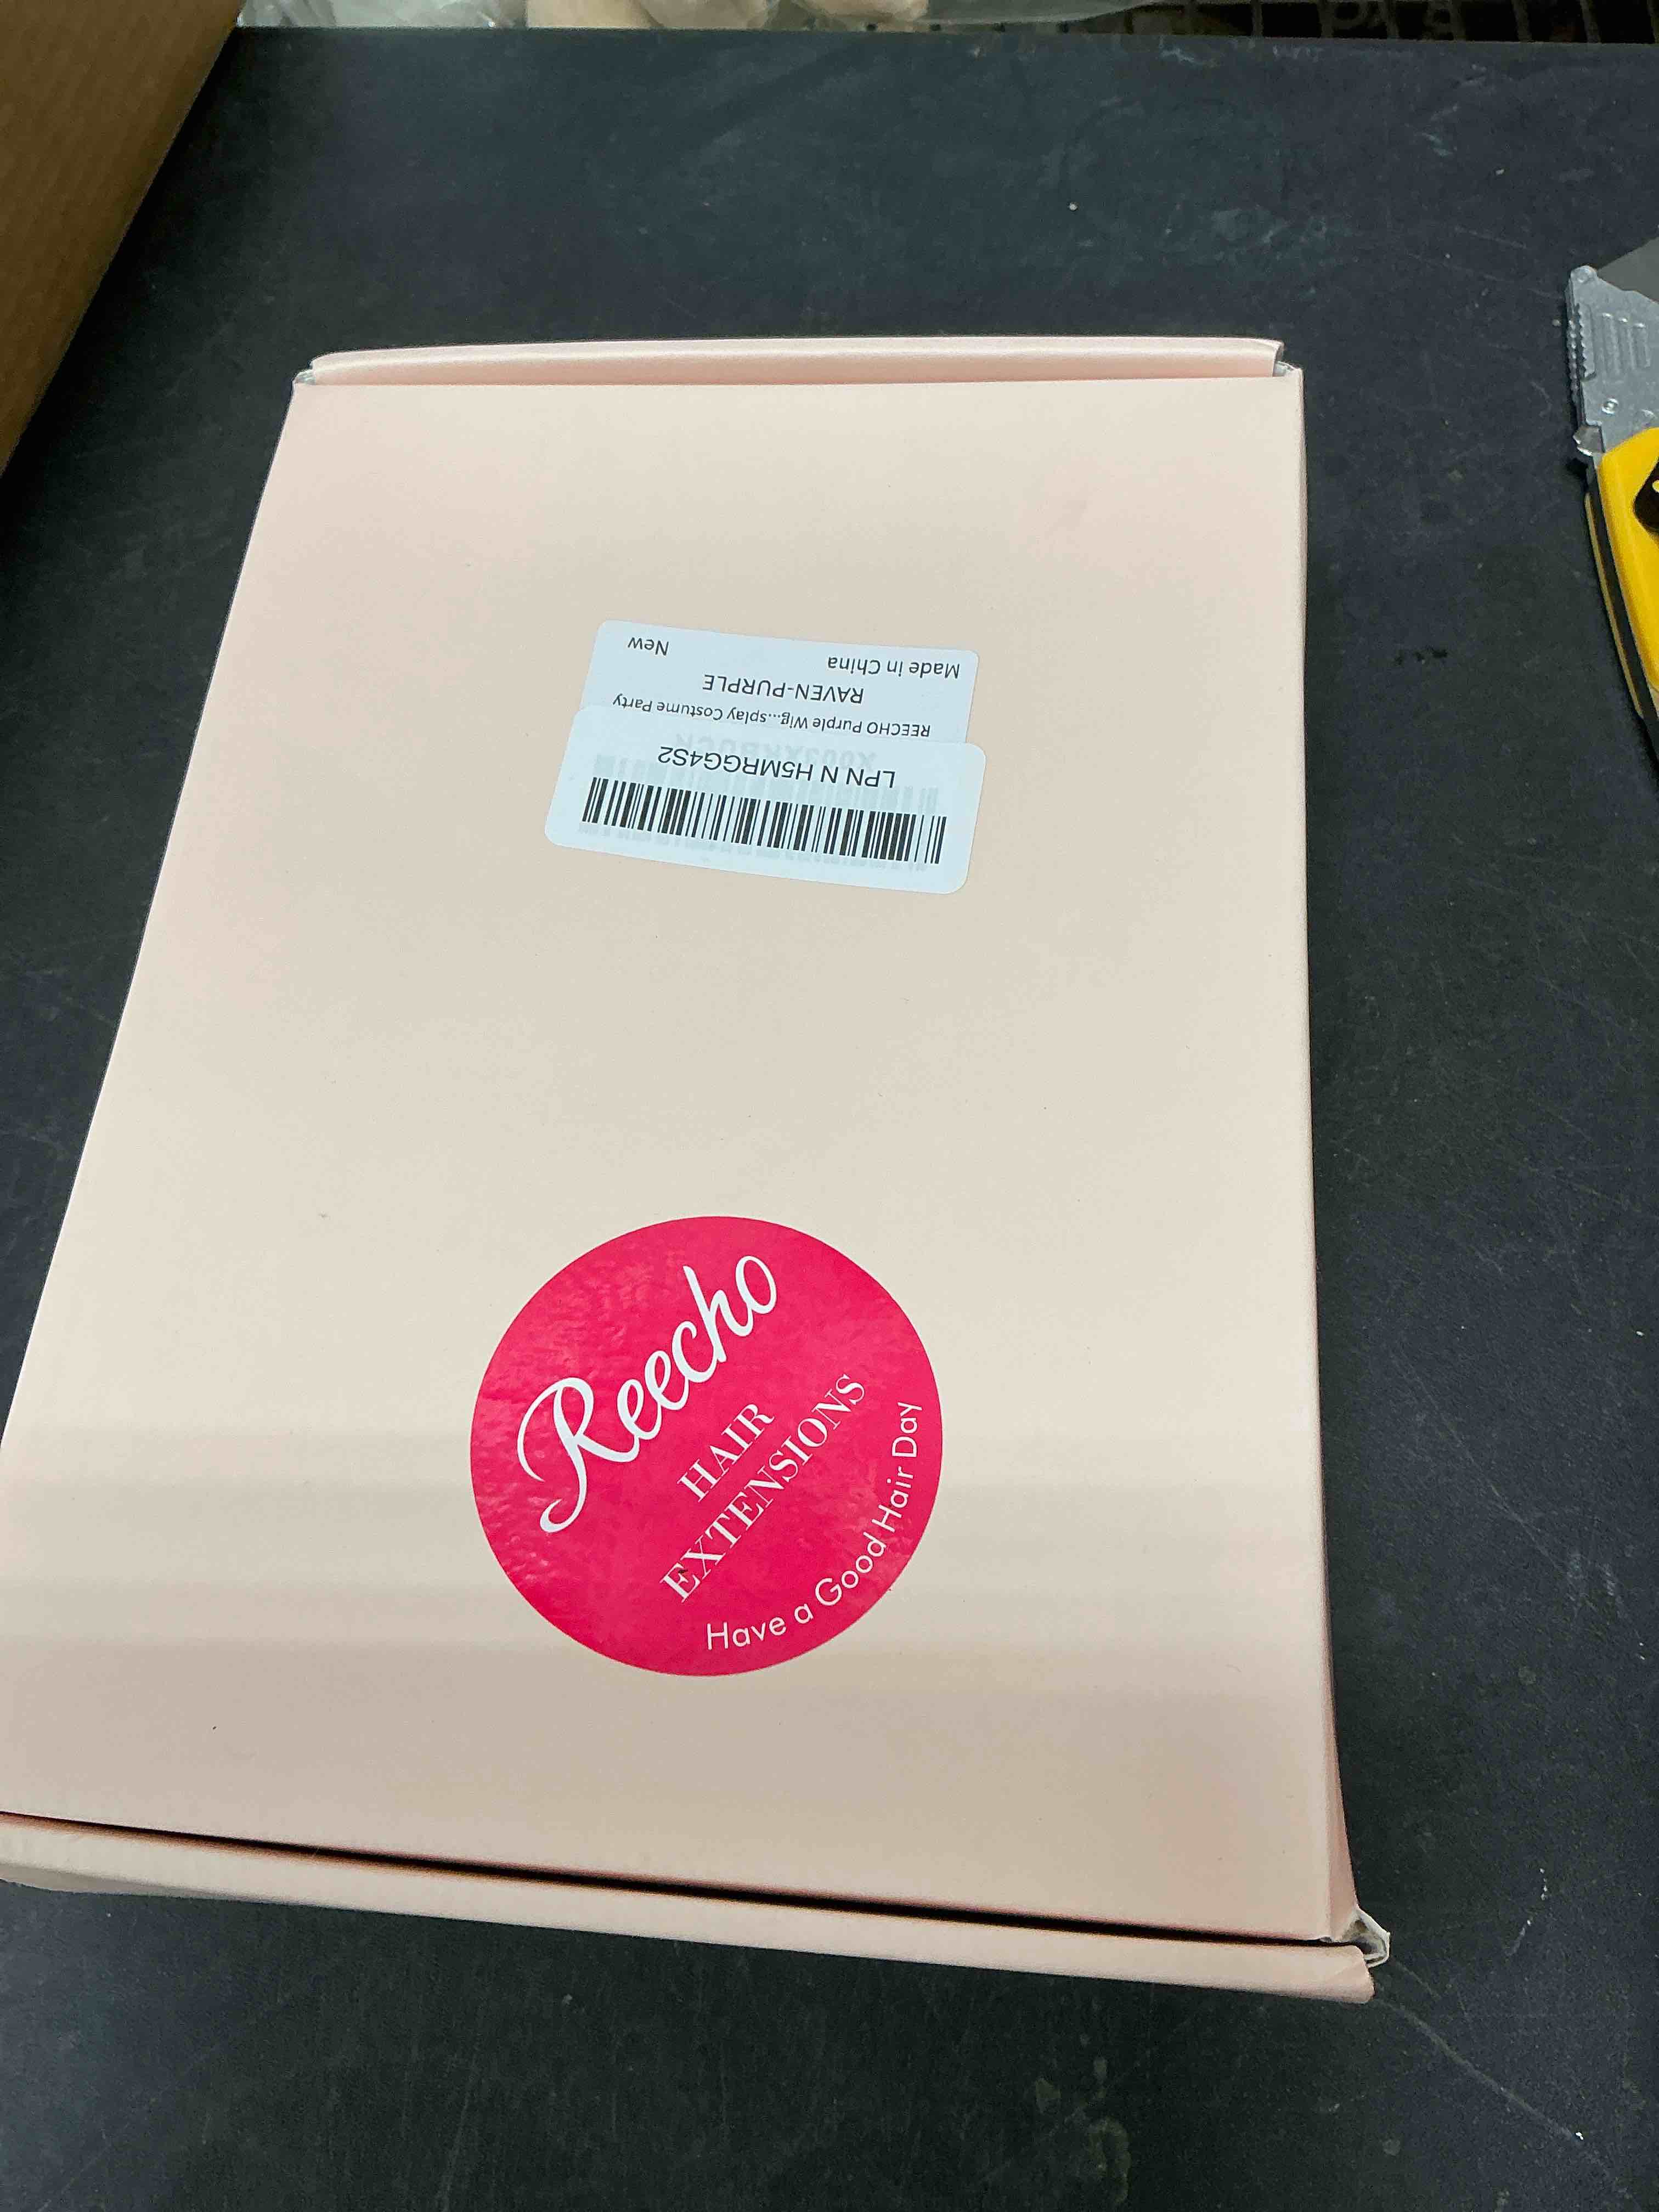 LPN N H5MRGG4S2
REECHO Purple Wig...splay Costume Party
RAVEN-PURPLE
Made in China
New
Reecho
HAIR
EXTENSIONS
Have a Good Hair Day